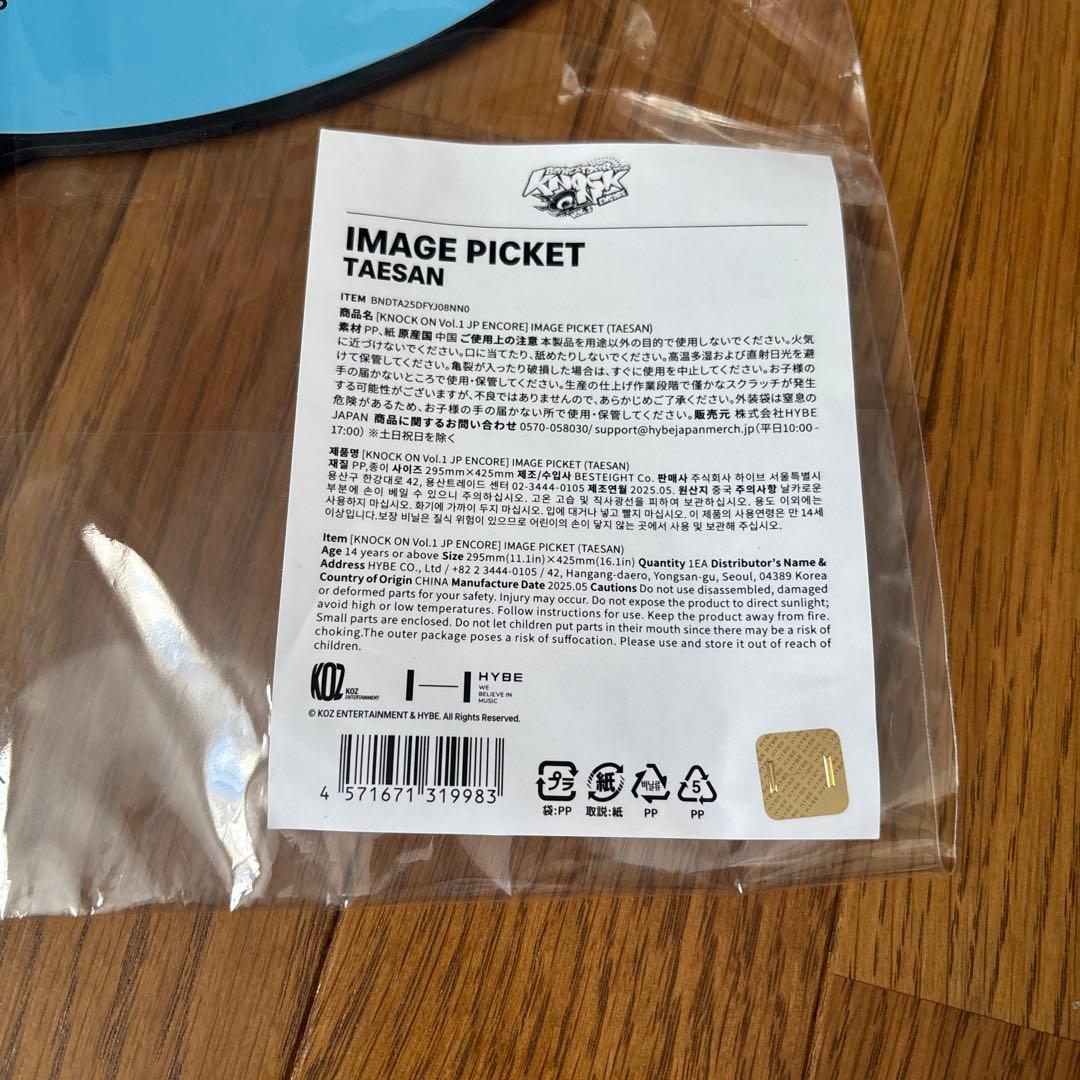 BOYNEXTDOOR
KNOCK ON
VOL.1 ENCORE
IMAGE PICKET
TAESAN
ITEM BNDTA25DFYJ08NN0
商品名 [KNOCK ON Vol.1 JP ENCORE] IMAGE PICKET (TAESAN)
素材 PP、紙 原産国 中国 ご使用上の注意 本製品を用途以外の目的で使用しないでください。火気
に近づけないでください。口に当てたり、舐めたりしないでください。高温多湿および直射日光を避
けて保管してください。亀裂が入ったり破損した場合は、すぐに使用を中止してください。お子様の
手の届かないところで使用・保管してください。生産の仕上げ作業段階で僅かなスクラッチが発生
する可能性がございますが、不良ではありませんので、あらかじめご了承ください。外装袋は窒息の
危険があるため、お子様の手の届かない所で使用・保管してください。販売元 株式会社HYBE
JAPAN 商品に関するお問い合わせ 0570-058030/ support@hybejapanmerch.jp（平日10:00 -
17:00）※土日祝日を除く
제품명 [KNOCK ON Vol.1 JP ENCORE] IMAGE PICKET (TAESAN)
재질 PP,종이 사이즈 295mm×425mm 제조/수입사 BESTEIGHT Co. 판매사 주식회사 하이브 서울특별시
용산구 한강대로 42, 용산트레이드 센터 02-3444-0105 제조연월 2025.05. 원산지 중국 주의사항 날카로운
부분에 손이 베일 수 있으니 주의하십시오. 고온 고습 및 직사광선을 피하여 보관하십시오. 용도 이외에는
사용하지 마십시오. 화기에 가까이 두지 마십시오. 입에 대거나 넣고 빨지 마십시오. 이 제품의 사용연령은 만 14세
이상입니다.보장 비닐은 질식 위험이 있으므로 어린이의 손이 닿지 않는 곳에서 사용 및 보관해 주십시오.
Item [KNOCK ON Vol.1 JP ENCORE] IMAGE PICKET (TAESAN)
Age 14 years or above Size 295mm(11.1in)×425mm(16.1in) Quantity 1EA Distributor's Name &
Address HYBE CO., Ltd / +82 2 3444-0105 / 42, Hangang-daero, Yongsan-gu, Seoul, 04389 Korea
Country of Origin CHINA Manufacture Date 2025.05 Cautions Do not use disassembled, damaged
or deformed parts for your safety. Injury may occur. Do not expose the product to direct sunlight;
avoid high or low temperatures. Follow instructions for use. Keep the product away from fire.
Small parts are enclosed. Do not let children put parts in their mouth since there may be a risk of
choking.The outer package poses a risk of suffocation. Please use and store it out of reach of
children.
KOZ KOZ ENTERTAINMENT
HYBE
WE
BELIEVE IN
MUSIC
© KOZ ENTERTAINMENT & HYBE. All Rights Reserved.
4 571671 319983
プラ 紙 비닐류 5
袋:PP 取説:紙 PP PP
HYBE HYBE HYBE